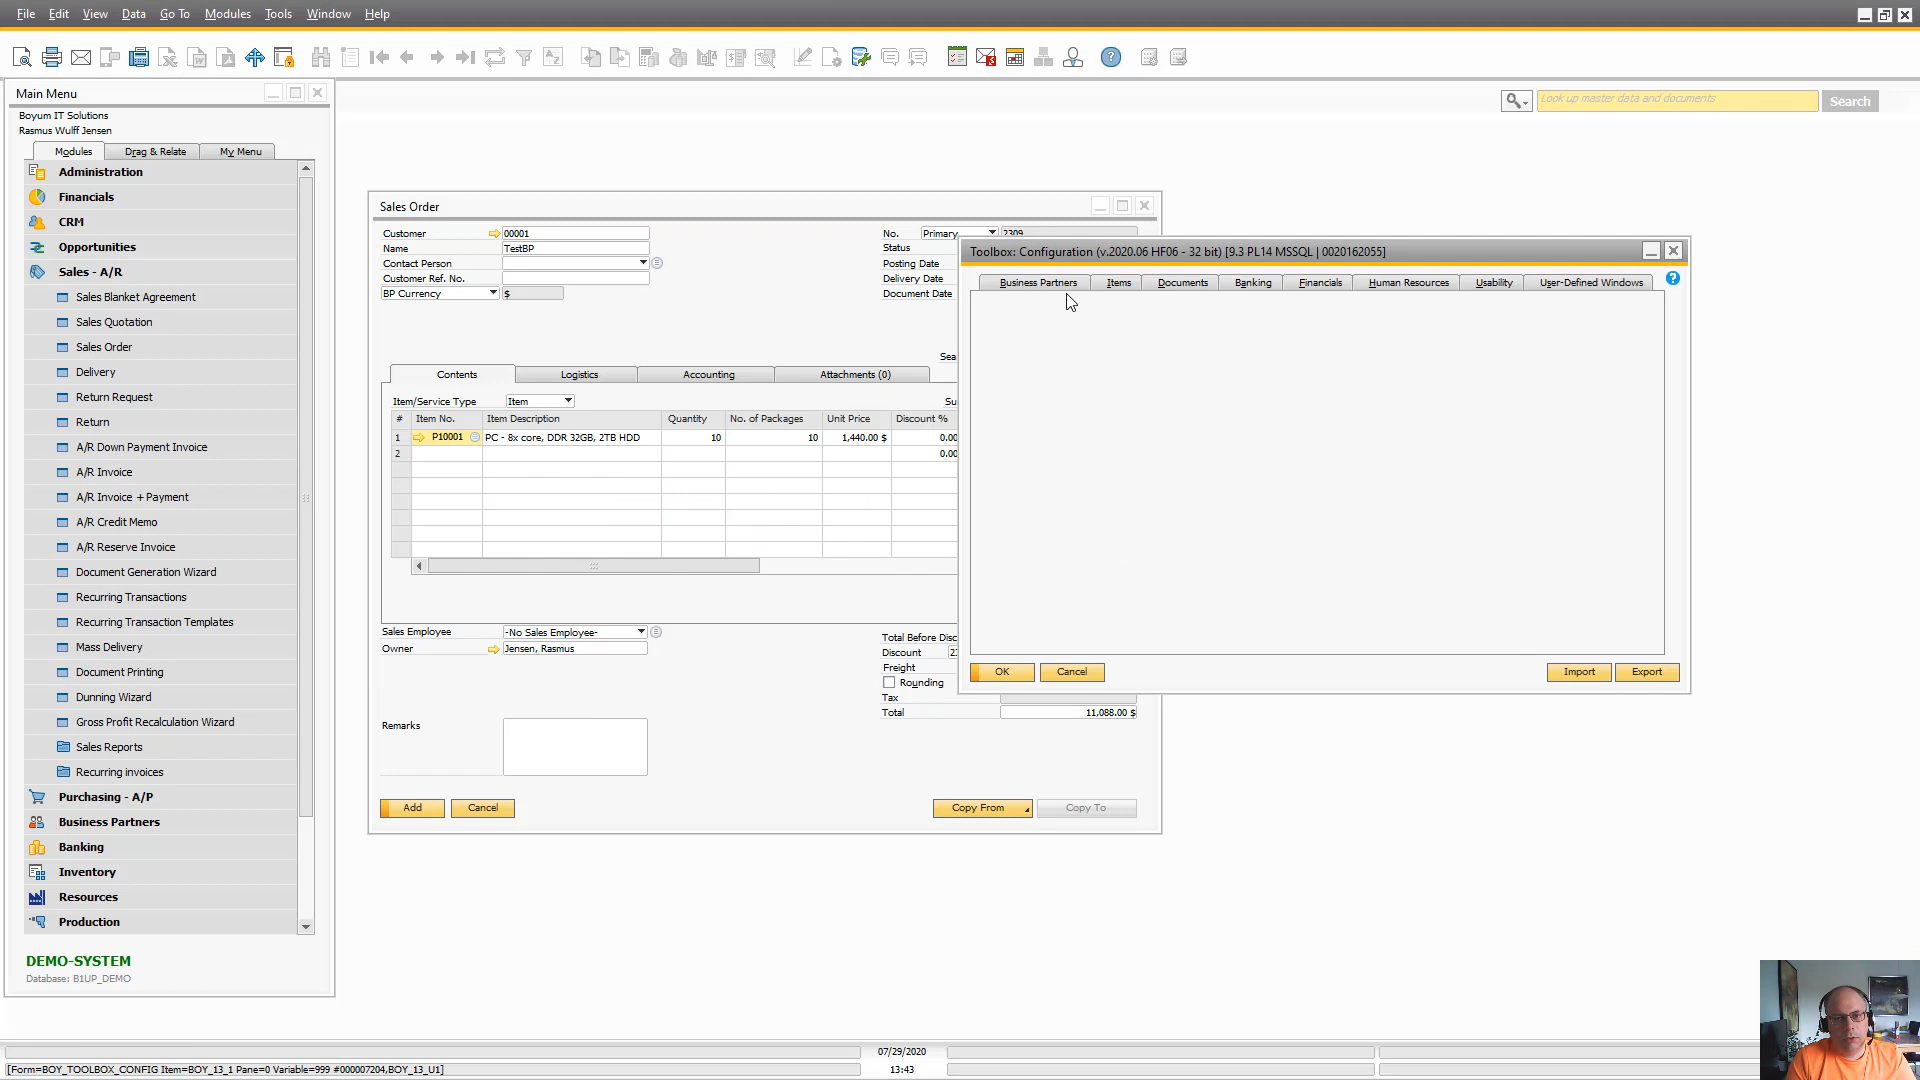 File Edit View Data Go To Modules Tools Window Help
Look up master data and documents
Search
Main Menu
Boyum IT Solutions
Rasmus Wulff Jensen
Modules Drag & Relate My Menu
Administration
Financials
CRM
Opportunities
Sales - A/R
Sales Blanket Agreement
Sales Quotation
Sales Order
Delivery
Return Request
Return
A/R Down Payment Invoice
A/R Invoice
A/R Invoice + Payment
A/R Credit Memo
A/R Reserve Invoice
Document Generation Wizard
Recurring Transactions
Recurring Transaction Templates
Mass Delivery
Document Printing
Dunning Wizard
Gross Profit Recalculation Wizard
Sales Reports
Recurring invoices
Purchasing - A/P
Business Partners
Banking
Inventory
Resources
Production
DEMO-SYSTEM
Database: B1UP_DEMO
Sales Order
Customer 00001
Name TestBP
Contact Person
Customer Ref. No.
BP Currency $
No. Primary 2309
Status
Posting Date
Delivery Date
Document Date
Contents Logistics Accounting Attachments (0)
Item/Service Type Item
# Item No. Item Description Quantity No. of Packages Unit Price Discount %
1 P10001 PC - 8x core, DDR 32GB, 2TB HDD 10 10 1,440.00 $ 0.00
2 0.00
Sales Employee -No Sales Employee-
Owner Jensen, Rasmus
Total Before Disc
Discount
Freight
Rounding
Tax
Total 11,088.00 $
Remarks
Add Cancel Copy From Copy To
Toolbox: Configuration (v.2020.06 HF06 - 32 bit) [9.3 PL14 MSSQL | 0020162055]
Business Partners Items Documents Banking Financials Human Resources Usability User-Defined Windows
OK Cancel Import Export
07/29/2020
[Form=BOY_TOOLBOX_CONFIG Item=BOY_13_1 Pane=0 Variable=999 #000007204,BOY_13_U1] 13:43